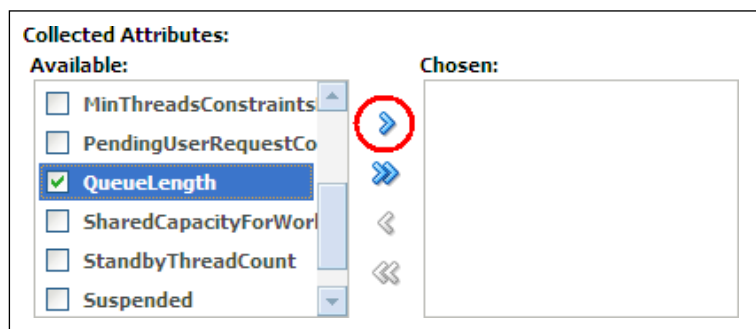 Collected Attributes:
Available:
Chosen:
MinThreadsConstraints
PendingUserRequestCo
QueueLength
SharedCapacityForWorl
StandbyThreadCount
Suspended